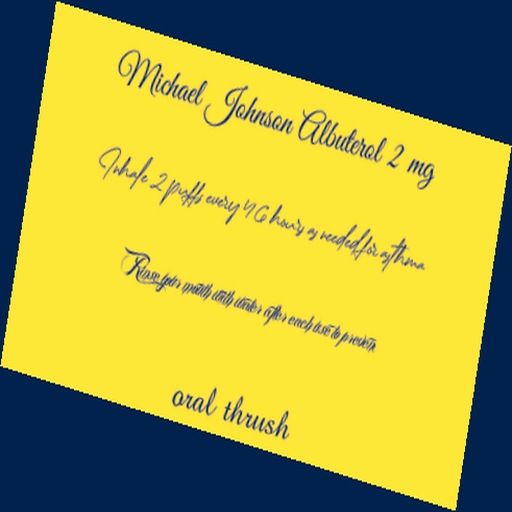 Michael Johnson Albuterol 2 mg
Inhale 2 puffs every 4 6 hours as needed for asthma
Rinse your mouth with water after each use to prevent
oral thrush